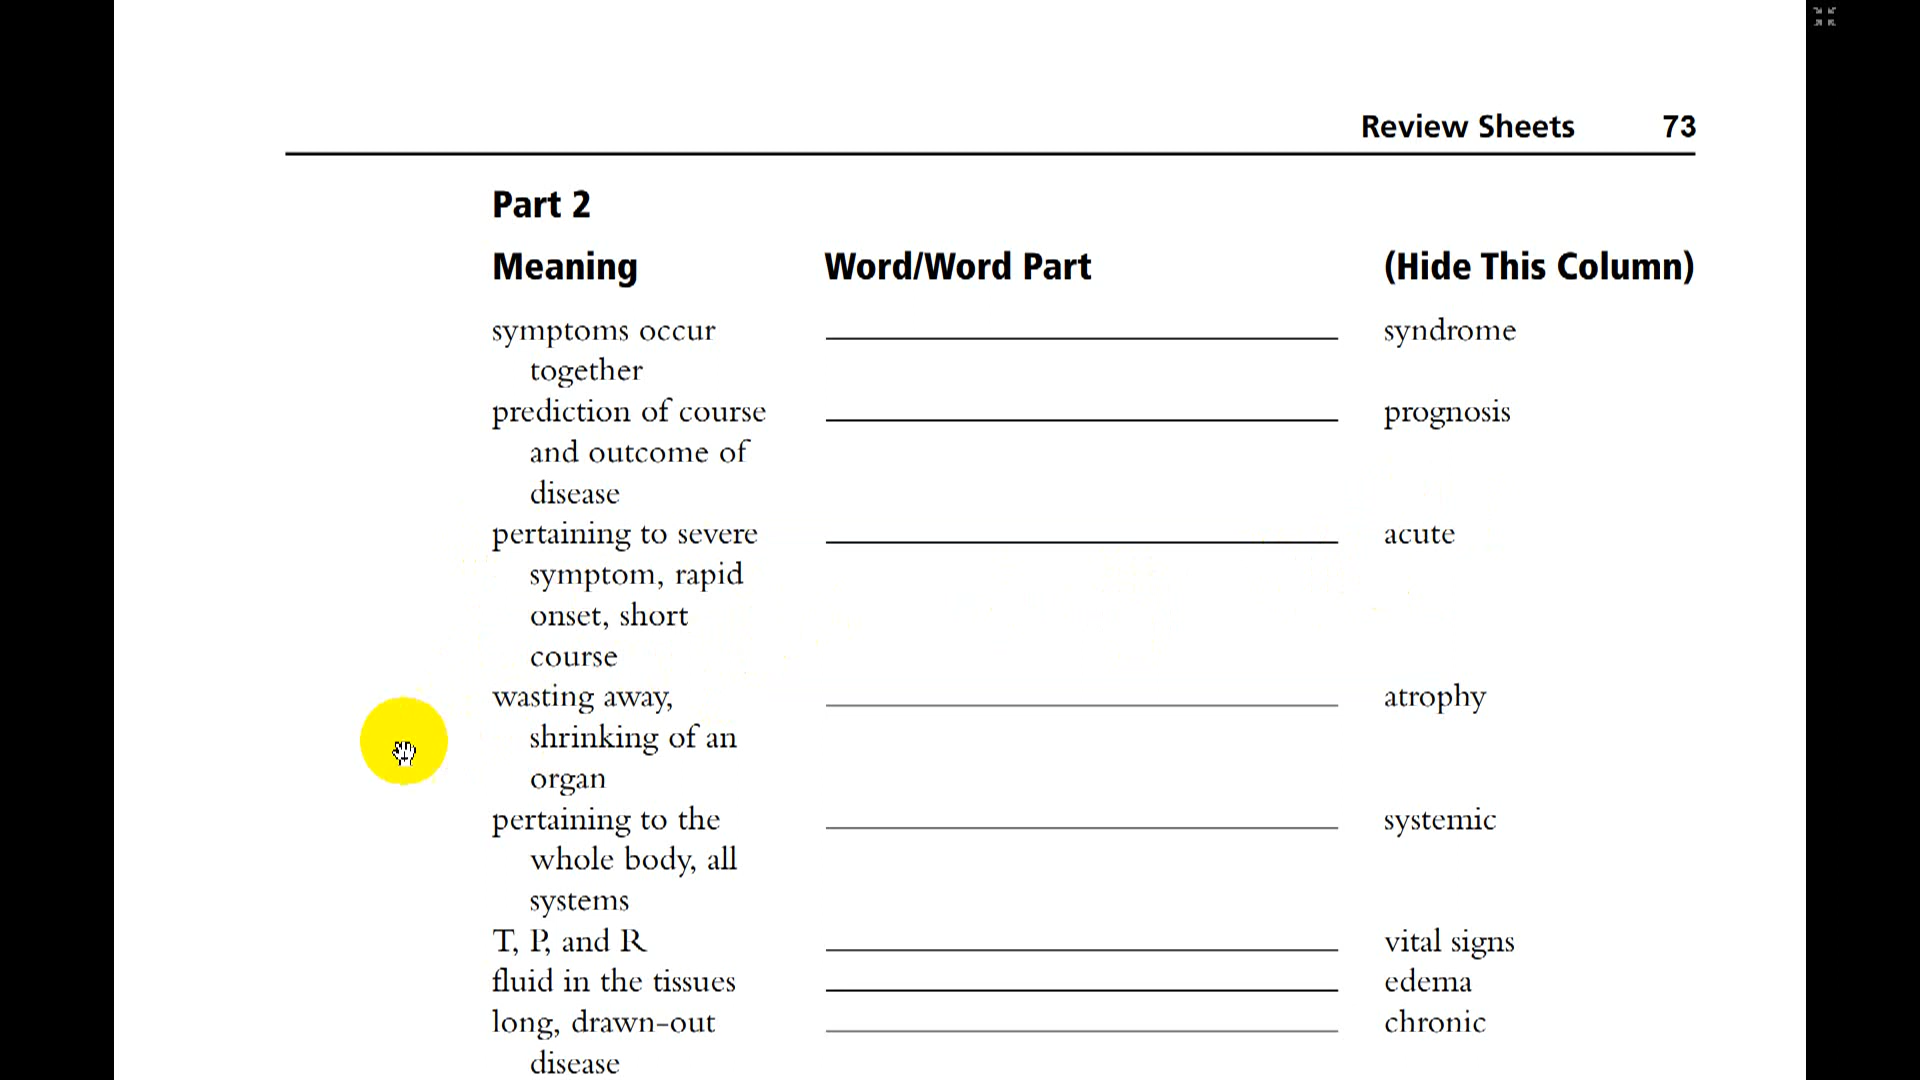 Review Sheets 73
Part 2
Meaning Word/Word Part (Hide This Column)
symptoms occur syndrome
together
prediction of course prognosis
and outcome of
disease
pertaining to severe acute
symptom, rapid
onset, short
course
wasting away, atrophy
shrinking of an
organ
pertaining to the systemic
whole body, all
systems
T, P, and R vital signs
fluid in the tissues edema
long, drawn-out chronic
disease